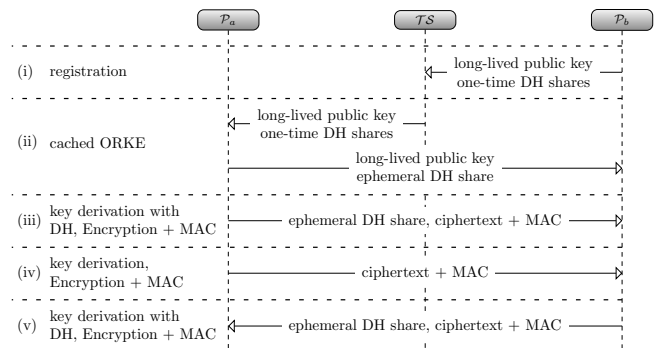 𝒫ₐ
𝒯𝒮
𝒫_b
(i) registration
long-lived public key
one-time DH shares
long-lived public key
one-time DH shares
(ii) cached ORKE
long-lived public key
ephemeral DH share
(iii) key derivation with
DH, Encryption + MAC
ephemeral DH share, ciphertext + MAC
(iv) key derivation,
Encryption + MAC
ciphertext + MAC
(v) key derivation with
DH, Encryption + MAC
ephemeral DH share, ciphertext + MAC